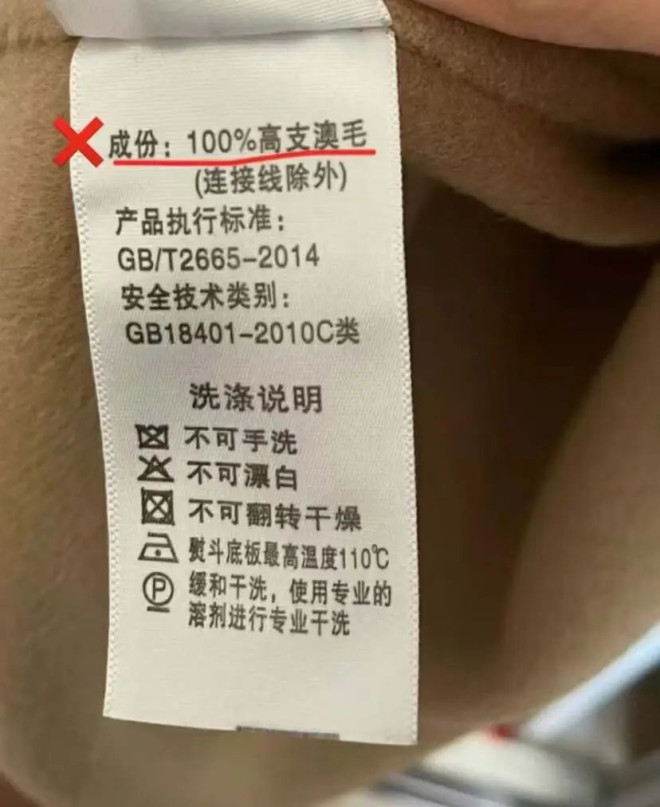 成份：100%高支澳毛
(连接线除外)
产品执行标准：
GB/T2665-2014
安全技术类别：
GB18401-2010C类
洗涤说明
不可手洗
不可漂白
不可翻转干燥
熨斗底板最高温度110℃
P 缓和干洗，使用专业的
溶剂进行专业干洗